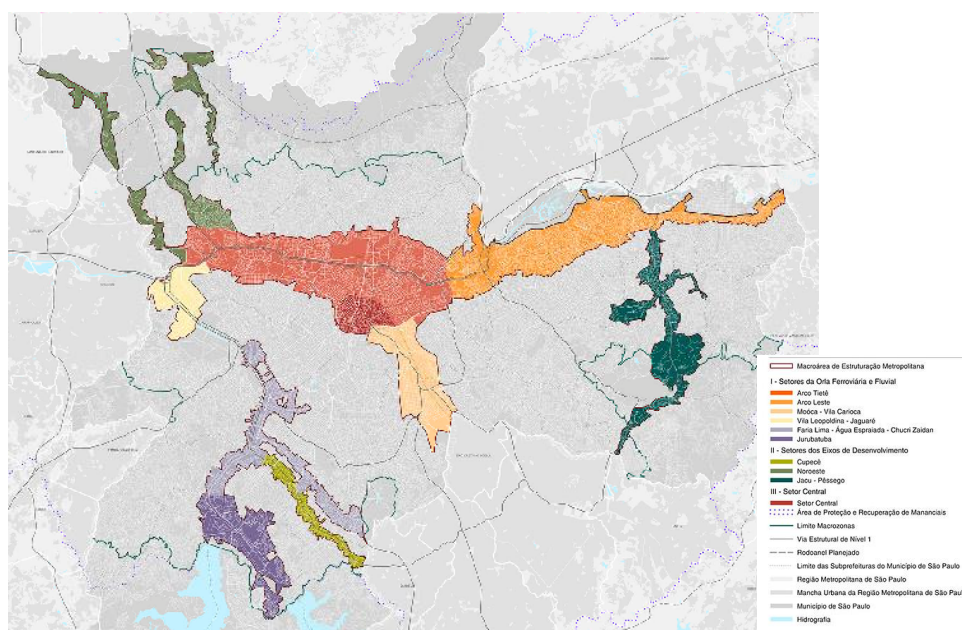 Macroárea de Estruturação Metropolitana
I - Setores da Orla Ferroviária e Fluvial
Arco Tietê
Arco Leste
Moóca - Vila Carioca
Vila Leopoldina - Jaguaré
Faria Lima - Água Espraiada - Chucri Zaidan
Jurubatuba
II - Setores dos Eixos de Desenvolvimento
Cupecê
Noroeste
Jacu - Pêssego
III - Setor Central
Setor Central
Área de Proteção e Recuperação de Mananciais
Limite Macrozonas
Via Estrutural de Nível 1
Rodoanel Planejado
Limite das Subprefeituras do Município de São Paulo
Região Metropolitana de São Paulo
Mancha Urbana da Região Metropolitana de São Paul
Município de São Paulo
Hidrografia